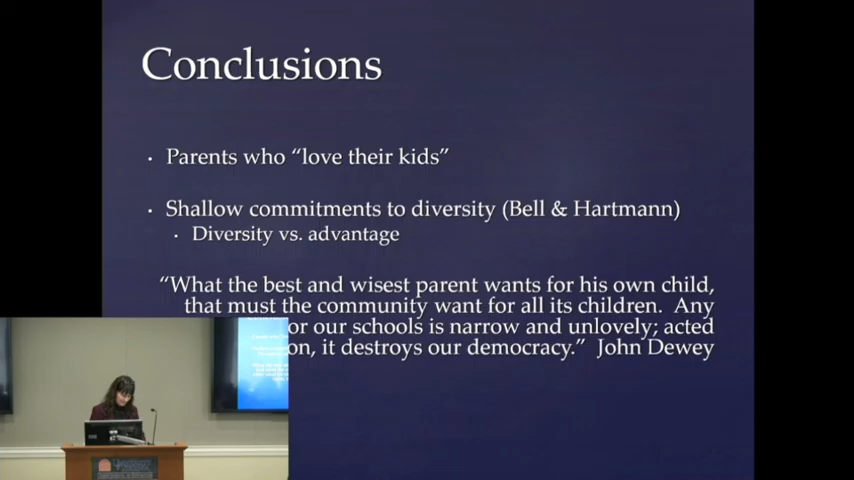 Conclusions
• Parents who “love their kids”
• Shallow commitments to diversity (Bell & Hartmann)
• Diversity vs. advantage
“What the best and wisest parent wants for his own child,
that must the community want for all its children. Any
or our schools is narrow and unlovely; acted
on, it destroys our democracy.” John Dewey